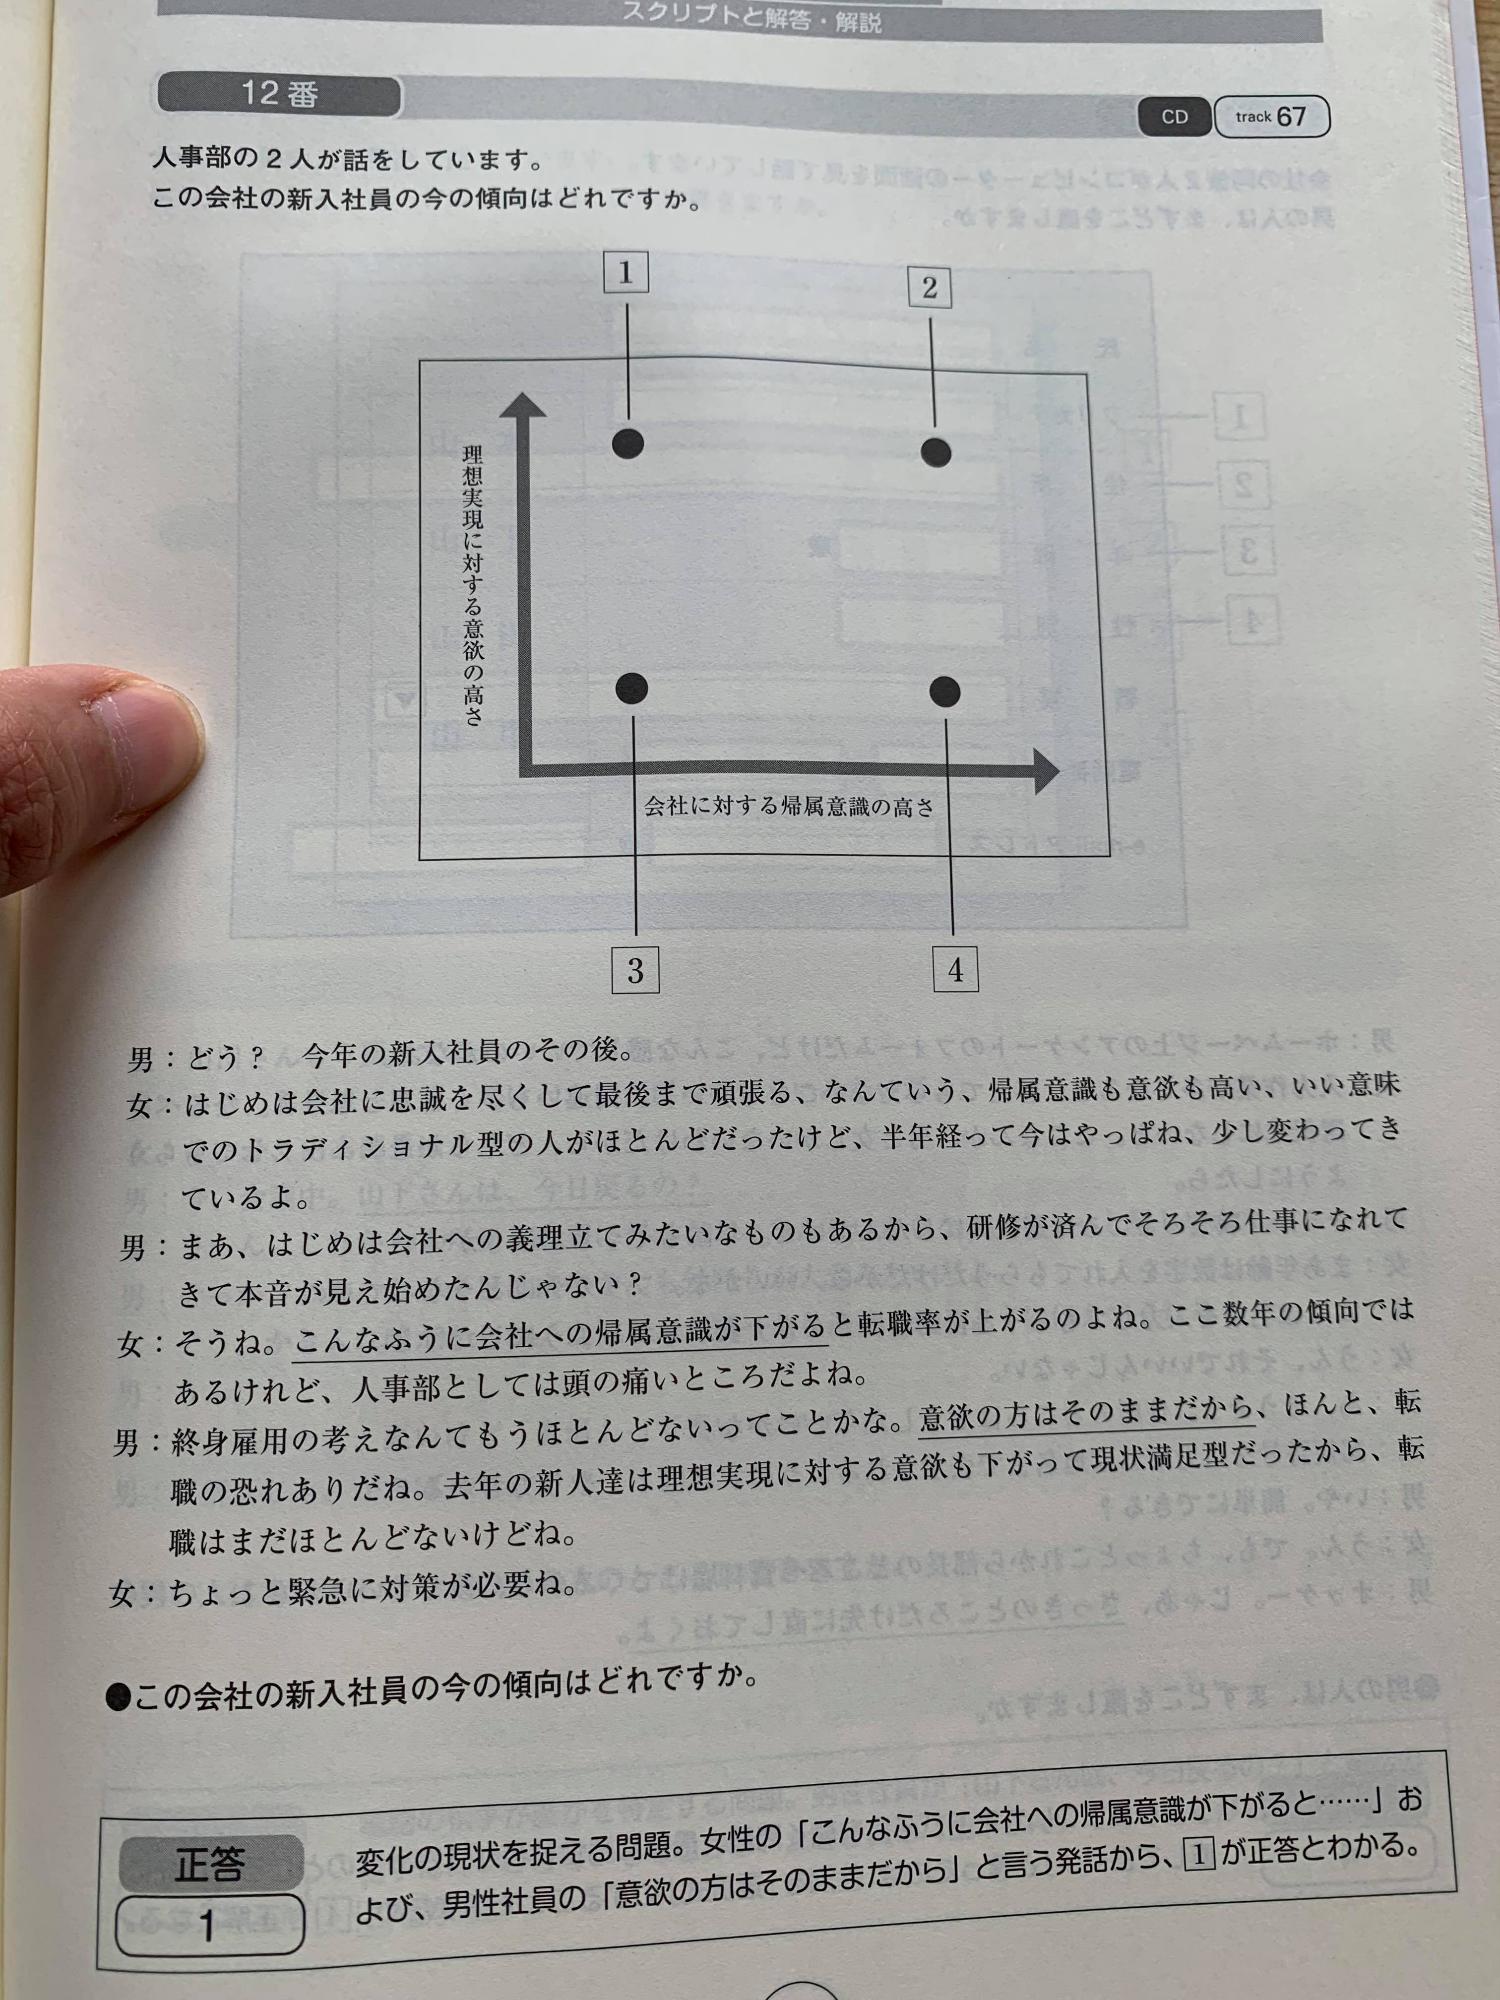 スクリプトと解答・解説
12番
CD
track 67
人事部の2人が話をしています。
この会社の新入社員の今の傾向はどれですか。
1
2
理想実現に対する意欲の高さ
会社に対する帰属意識の高さ
3
4
男：どう？　今年の新入社員のその後。
女：はじめは会社に忠誠を尽くして最後まで頑張る、なんていう、帰属意識も意欲も高い、いい意味
でのトラディショナル型の人がほとんどだったけど、半年経って今はやっぱね、少し変わってき
ているよ。
男：まあ、はじめは会社への義理立てみたいなものもあるから、研修が済んでそろそろ仕事になれて
きて本音が見え始めたんじゃない？
女：そうね。こんなふうに会社への帰属意識が下がると転職率が上がるのよね。ここ数年の傾向では
あるけれど、人事部としては頭の痛いところだよね。
男：終身雇用の考えなんてもうほとんどないってことかな。意欲の方はそのままだから、ほんと、転
職の恐れありだね。去年の新人達は理想実現に対する意欲も下がって現状満足型だったから、転
職はまだほとんどないけどね。
女：ちょっと緊急に対策が必要ね。
●この会社の新入社員の今の傾向はどれですか。
正答
1
変化の現状を捉える問題。女性の「こんなふうに会社への帰属意識が下がると……」お
よび、男性社員の「意欲の方はそのままだから」と言う発話から、1が正答とわかる。